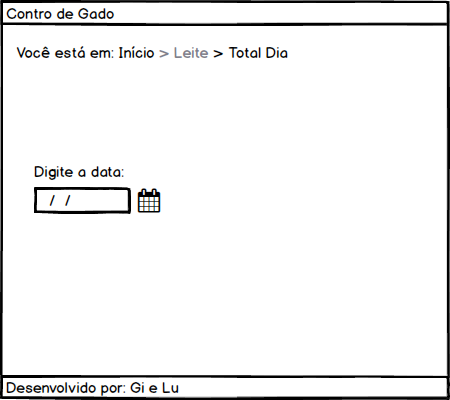 Contro de Gado
Você está em: Início > Leite > Total Dia
Digite a data:
/ /
Desenvolvido por: Gi e Lu